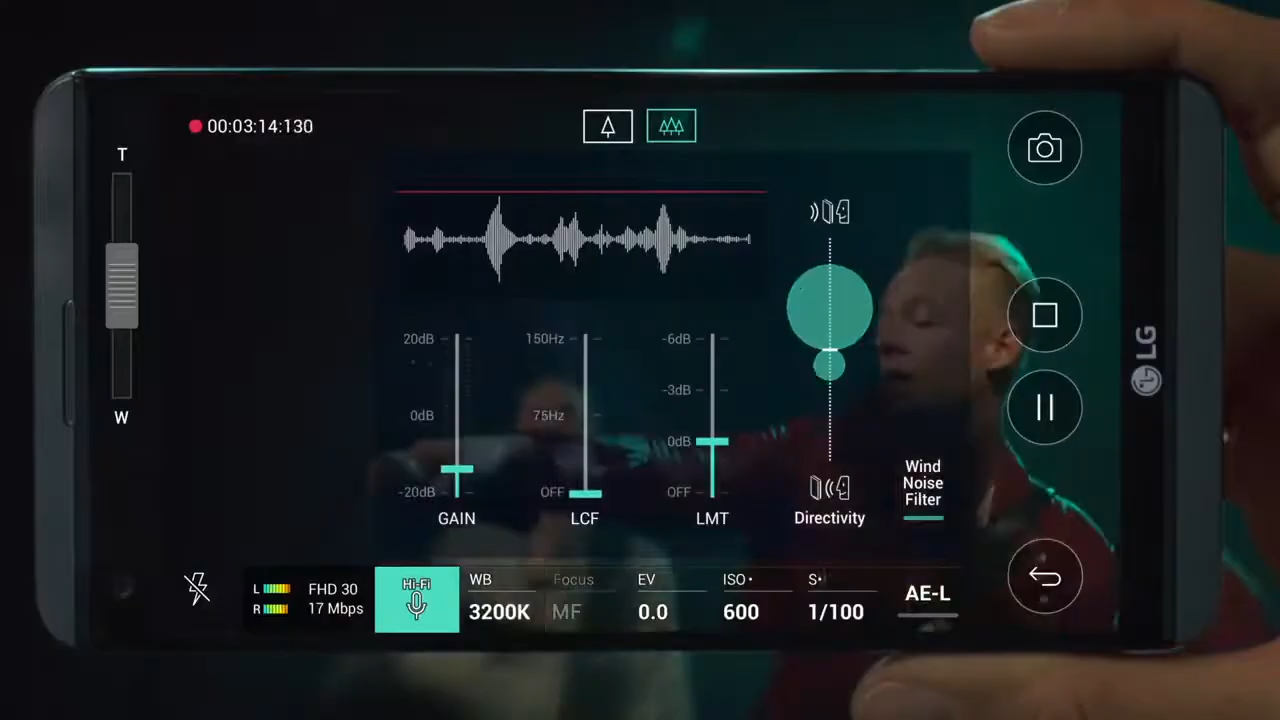 00:03:14:130
T
W
20dB
0dB
-20dB
GAIN
150Hz
75Hz
OFF
LCF
-6dB
-3dB
0dB
OFF
LMT
Directivity
Wind
Noise
Filter
LG
L
R
FHD 30
17 Mbps
Hi-Fi
WB
3200K
Focus
MF
EV
0.0
ISO
600
S
1/100
AE-L